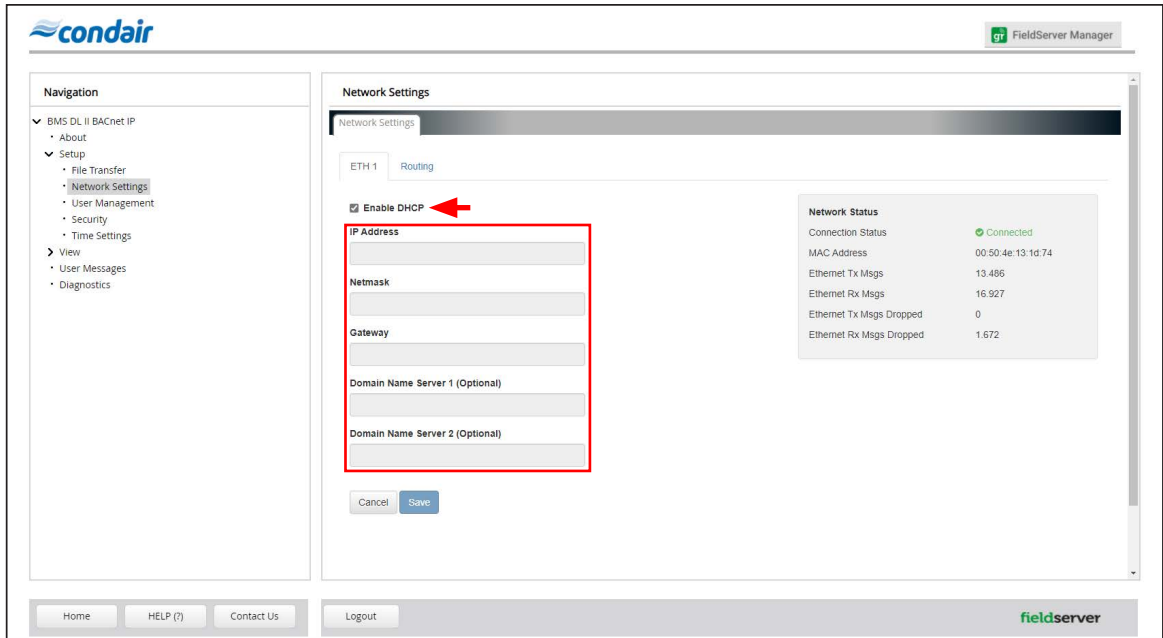 condair
gr FieldServer Manager
Navigation
BMS DL II BACnet IP
About
Setup
File Transfer
Network Settings
User Management
Security
Time Settings
View
User Messages
Diagnostics
Network Settings
Network Settings
ETH 1 Routing
Enable DHCP
IP Address
Netmask
Gateway
Domain Name Server 1 (Optional)
Domain Name Server 2 (Optional)
Cancel Save
Network Status
Connection Status Connected
MAC Address 00:50:4e:13:1d:74
Ethernet Tx Msgs 13.486
Ethernet Rx Msgs 16.927
Ethernet Tx Msgs Dropped 0
Ethernet Rx Msgs Dropped 1.672
Home HELP (?) Contact Us Logout fieldserver